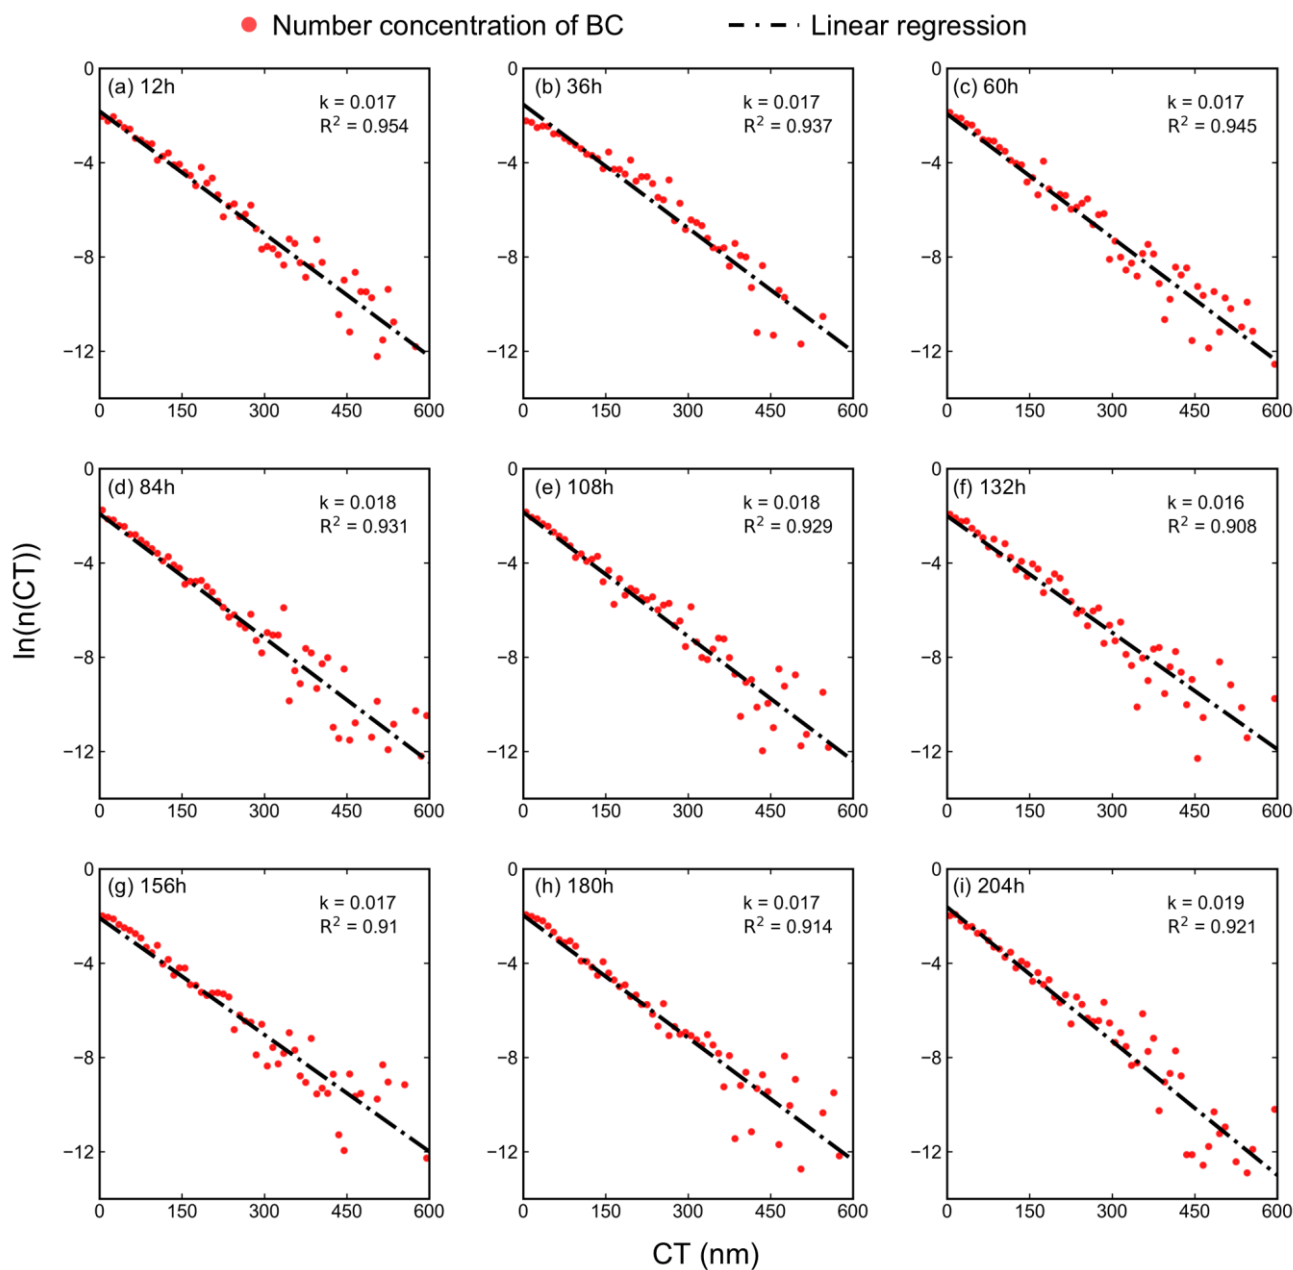 Number concentration of BC Linear regression
(a) 12h
k = 0.017
R² = 0.954
0
−4
−8
−12
0 150 300 450 600
(b) 36h
k = 0.017
R² = 0.937
0
−4
−8
−12
0 150 300 450 600
(c) 60h
k = 0.017
R² = 0.945
0
−4
−8
−12
0 150 300 450 600
(d) 84h
k = 0.018
R² = 0.931
0
−4
−8
−12
0 150 300 450 600
(e) 108h
k = 0.018
R² = 0.929
0
−4
−8
−12
0 150 300 450 600
(f) 132h
k = 0.016
R² = 0.908
0
−4
−8
−12
0 150 300 450 600
ln(n(CT))
(g) 156h
k = 0.017
R² = 0.91
0
−4
−8
−12
0 150 300 450 600
(h) 180h
k = 0.017
R² = 0.914
0
−4
−8
−12
0 150 300 450 600
(i) 204h
k = 0.019
R² = 0.921
0
−4
−8
−12
0 150 300 450 600
CT (nm)